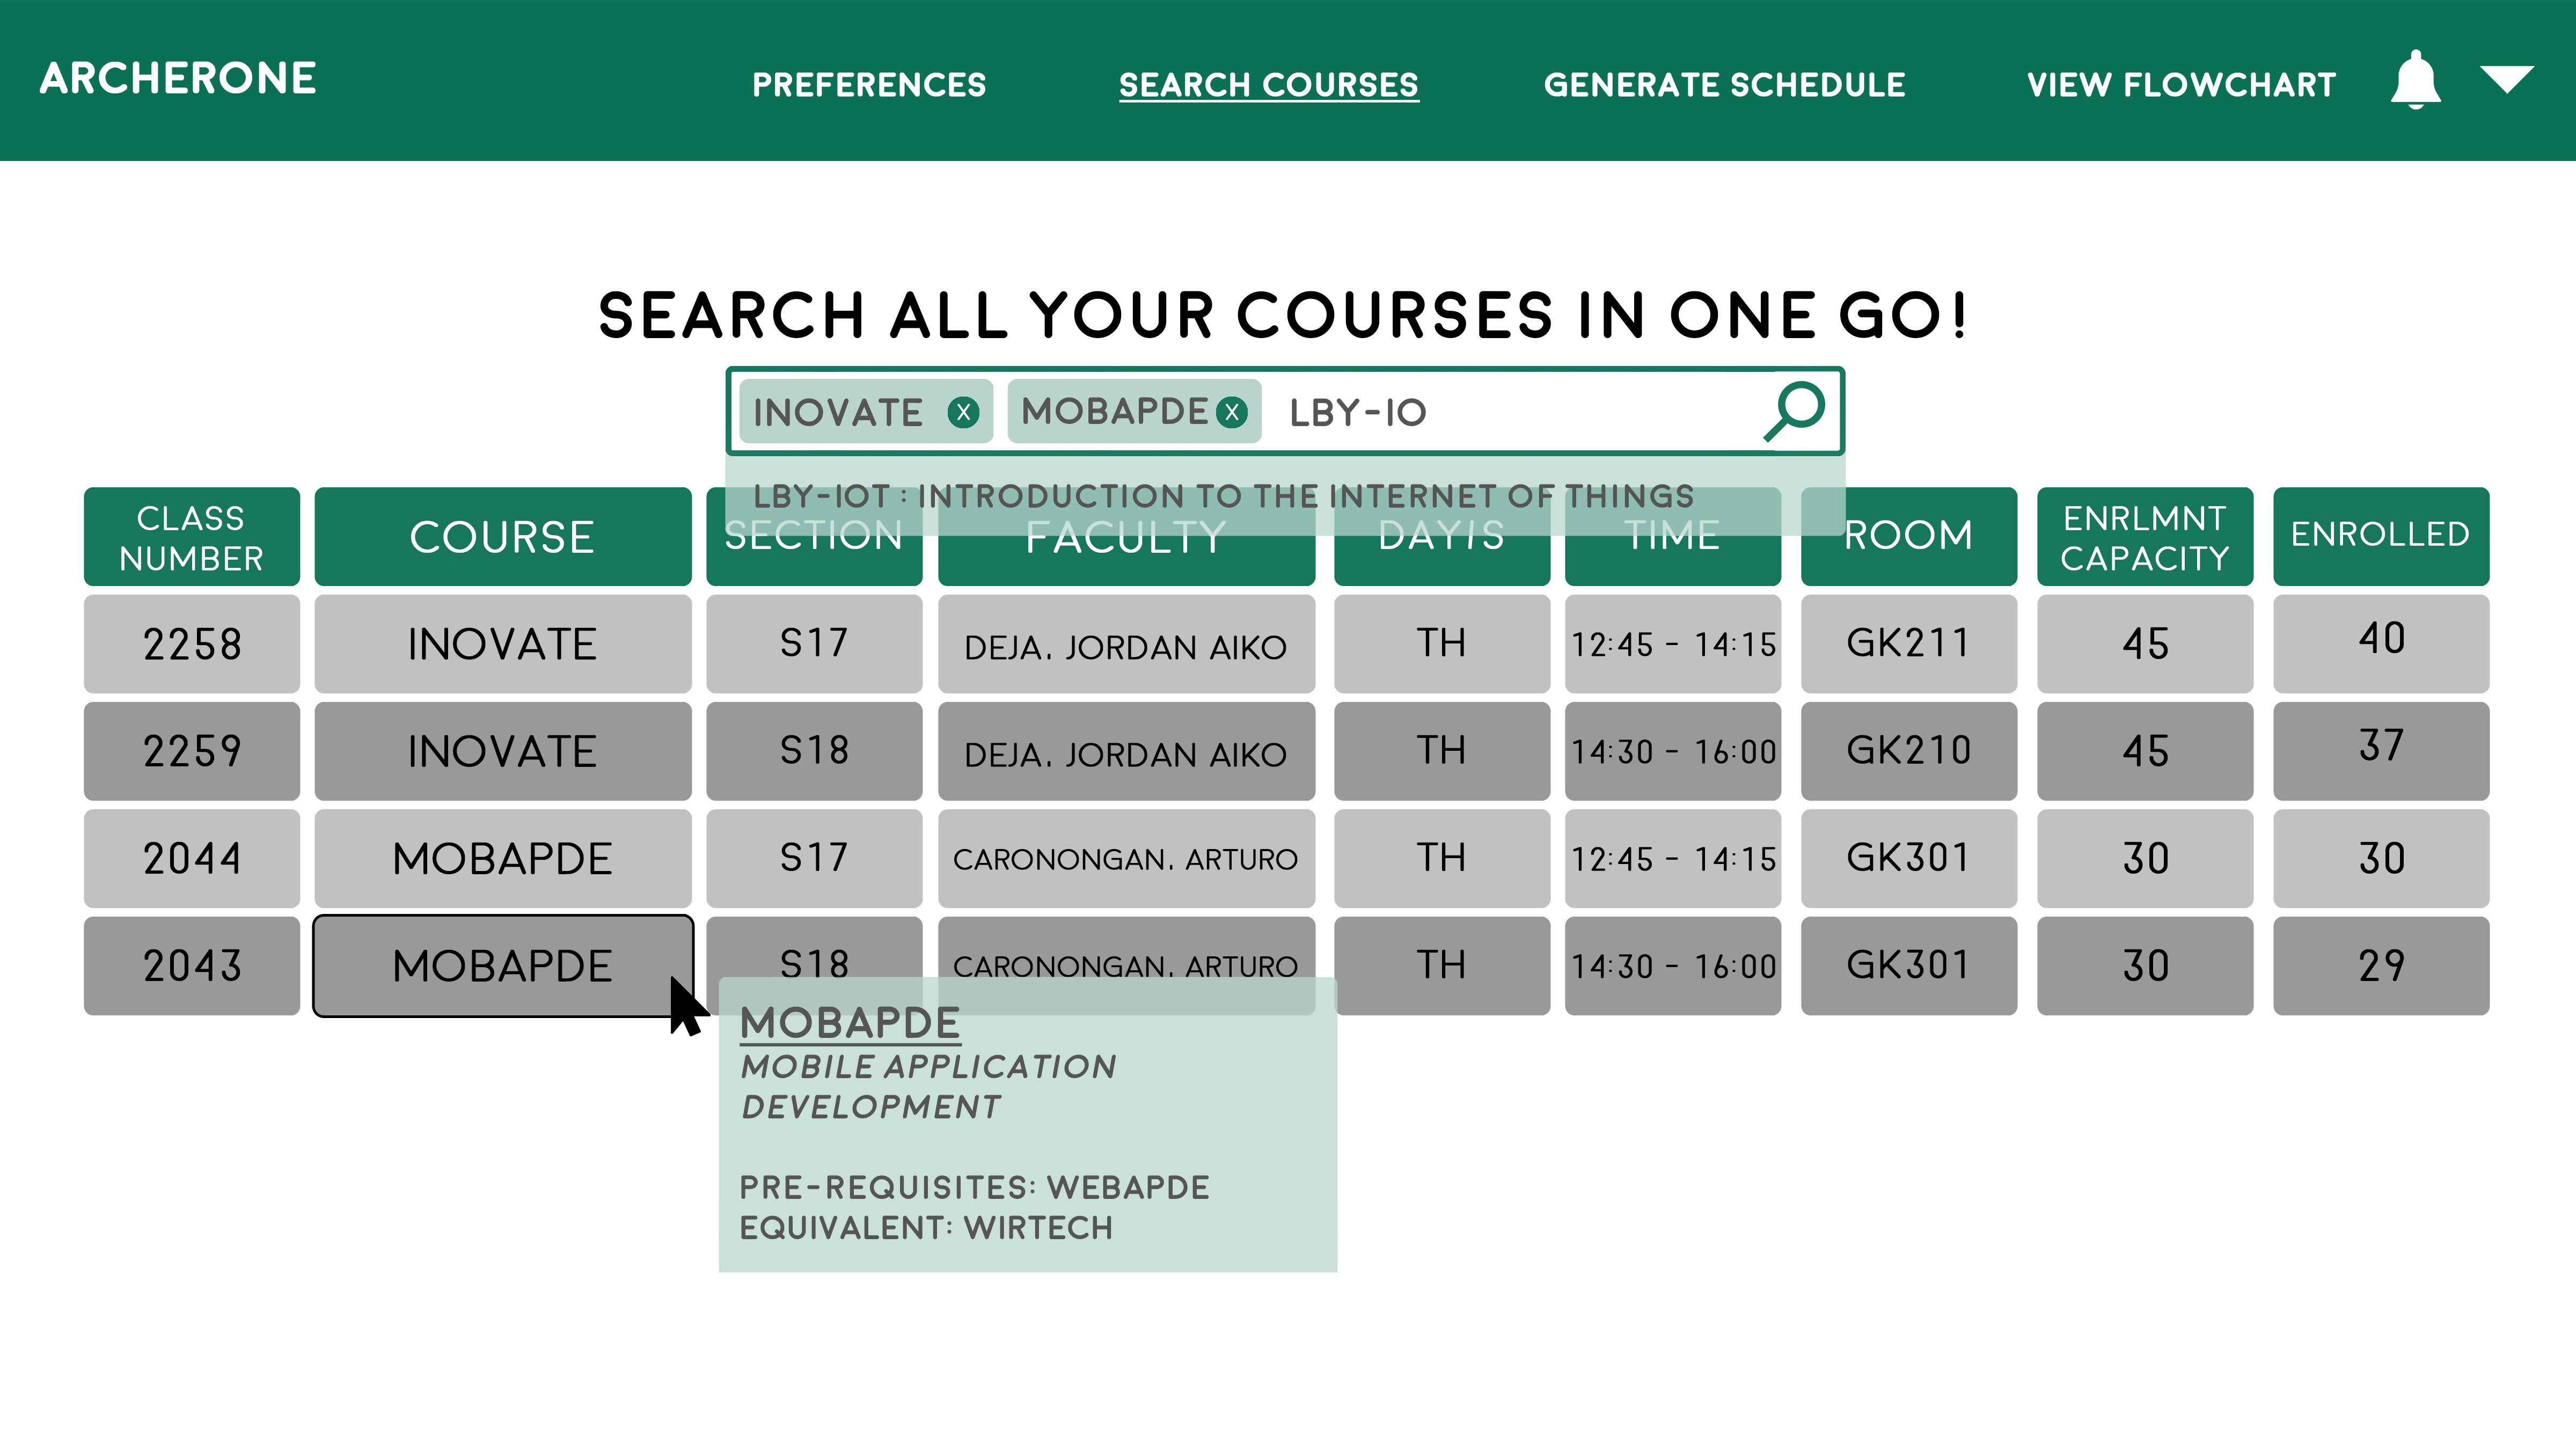 ARCHERONE
PREFERENCES
SEARCH COURSES
GENERATE SCHEDULE
VIEW FLOWCHART
SEARCH ALL YOUR COURSES IN ONE GO!
INOVATE X MOBAPDE X LBY-IO
LBY-IOT : INTRODUCTION TO THE INTERNET OF THINGS
CLASS
NUMBER
COURSE
SECTION
FACULTY
DAY/S
TIME
ROOM
ENRLMNT
CAPACITY
ENROLLED
2258 INOVATE S17 DEJA, JORDAN AIKO TH 12:45 - 14:15 GK211 45 40
2259 INOVATE S18 DEJA, JORDAN AIKO TH 14:30 - 16:00 GK210 45 37
2044 MOBAPDE S17 CARONONGAN, ARTURO TH 12:45 - 14:15 GK301 30 30
2043 MOBAPDE S18 CARONONGAN, ARTURO TH 14:30 - 16:00 GK301 30 29
MOBAPDE
MOBILE APPLICATION
DEVELOPMENT
PRE-REQUISITES: WEBAPDE
EQUIVALENT: WIRTECH